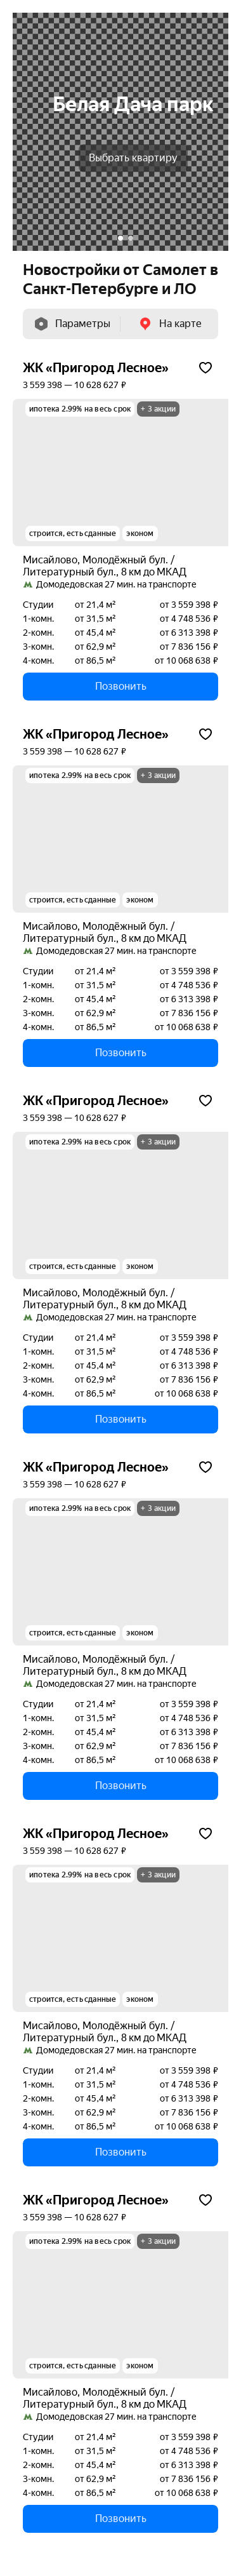 Белая Дача парк
Выбрать квартиру
Новостройки от Самолет в
Санкт-Петербурге и ЛО
Параметры На карте
ЖК «Пригород Лесное»
3 559 398 — 10 628 627 ₽
ипотека 2.99% на весь срок + 3 акции
строится, есть сданные эконом
Мисайлово, Молодёжный бул. /
Литературный бул., 8 км до МКАД
Домодедовская 27 мин. на транспорте
Студии от 21,4 м² от 3 559 398 ₽
1-комн. от 31,5 м² от 4 748 536 ₽
2-комн. от 45,4 м² от 6 313 398 ₽
3-комн. от 62,9 м² от 7 836 156 ₽
4-комн. от 86,5 м² от 10 068 638 ₽
Позвонить
ЖК «Пригород Лесное»
3 559 398 — 10 628 627 ₽
ипотека 2.99% на весь срок + 3 акции
строится, есть сданные эконом
Мисайлово, Молодёжный бул. /
Литературный бул., 8 км до МКАД
Домодедовская 27 мин. на транспорте
Студии от 21,4 м² от 3 559 398 ₽
1-комн. от 31,5 м² от 4 748 536 ₽
2-комн. от 45,4 м² от 6 313 398 ₽
3-комн. от 62,9 м² от 7 836 156 ₽
4-комн. от 86,5 м² от 10 068 638 ₽
Позвонить
ЖК «Пригород Лесное»
3 559 398 — 10 628 627 ₽
ипотека 2.99% на весь срок + 3 акции
строится, есть сданные эконом
Мисайлово, Молодёжный бул. /
Литературный бул., 8 км до МКАД
Домодедовская 27 мин. на транспорте
Студии от 21,4 м² от 3 559 398 ₽
1-комн. от 31,5 м² от 4 748 536 ₽
2-комн. от 45,4 м² от 6 313 398 ₽
3-комн. от 62,9 м² от 7 836 156 ₽
4-комн. от 86,5 м² от 10 068 638 ₽
Позвонить
ЖК «Пригород Лесное»
3 559 398 — 10 628 627 ₽
ипотека 2.99% на весь срок + 3 акции
строится, есть сданные эконом
Мисайлово, Молодёжный бул. /
Литературный бул., 8 км до МКАД
Домодедовская 27 мин. на транспорте
Студии от 21,4 м² от 3 559 398 ₽
1-комн. от 31,5 м² от 4 748 536 ₽
2-комн. от 45,4 м² от 6 313 398 ₽
3-комн. от 62,9 м² от 7 836 156 ₽
4-комн. от 86,5 м² от 10 068 638 ₽
Позвонить
ЖК «Пригород Лесное»
3 559 398 — 10 628 627 ₽
ипотека 2.99% на весь срок + 3 акции
строится, есть сданные эконом
Мисайлово, Молодёжный бул. /
Литературный бул., 8 км до МКАД
Домодедовская 27 мин. на транспорте
Студии от 21,4 м² от 3 559 398 ₽
1-комн. от 31,5 м² от 4 748 536 ₽
2-комн. от 45,4 м² от 6 313 398 ₽
3-комн. от 62,9 м² от 7 836 156 ₽
4-комн. от 86,5 м² от 10 068 638 ₽
Позвонить
ЖК «Пригород Лесное»
3 559 398 — 10 628 627 ₽
ипотека 2.99% на весь срок + 3 акции
строится, есть сданные эконом
Мисайлово, Молодёжный бул. /
Литературный бул., 8 км до МКАД
Домодедовская 27 мин. на транспорте
Студии от 21,4 м² от 3 559 398 ₽
1-комн. от 31,5 м² от 4 748 536 ₽
2-комн. от 45,4 м² от 6 313 398 ₽
3-комн. от 62,9 м² от 7 836 156 ₽
4-комн. от 86,5 м² от 10 068 638 ₽
Позвонить